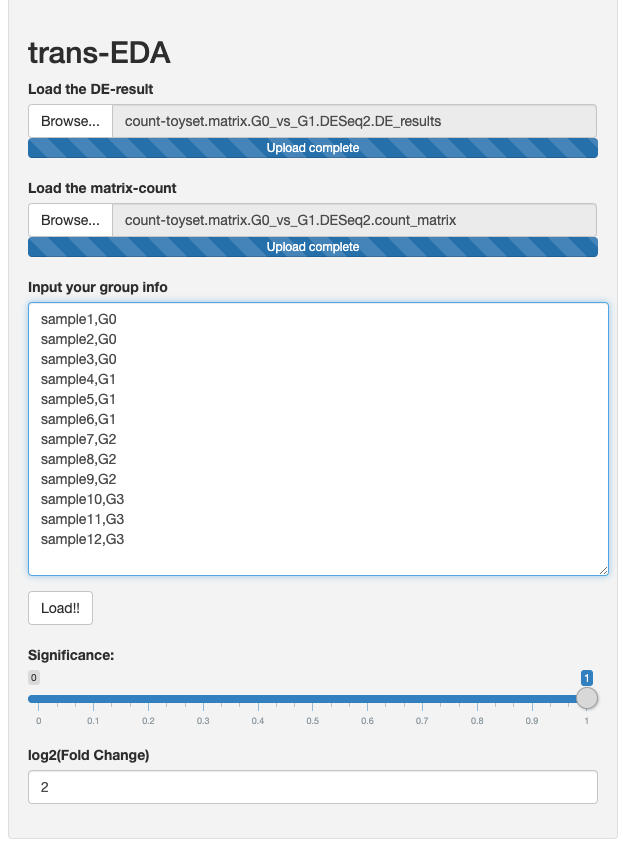 trans-EDA
Load the DE-result
Browse... count-toyset.matrix.G0_vs_G1.DESeq2.DE_results
Upload complete
Load the matrix-count
Browse... count-toyset.matrix.G0_vs_G1.DESeq2.count_matrix
Upload complete
Input your group info
sample1,G0
sample2,G0
sample3,G0
sample4,G1
sample5,G1
sample6,G1
sample7,G2
sample8,G2
sample9,G2
sample10,G3
sample11,G3
sample12,G3
Load!!
Significance:
0 1
0 0.1 0.2 0.3 0.4 0.5 0.6 0.7 0.8 0.9 1
log2(Fold Change)
2